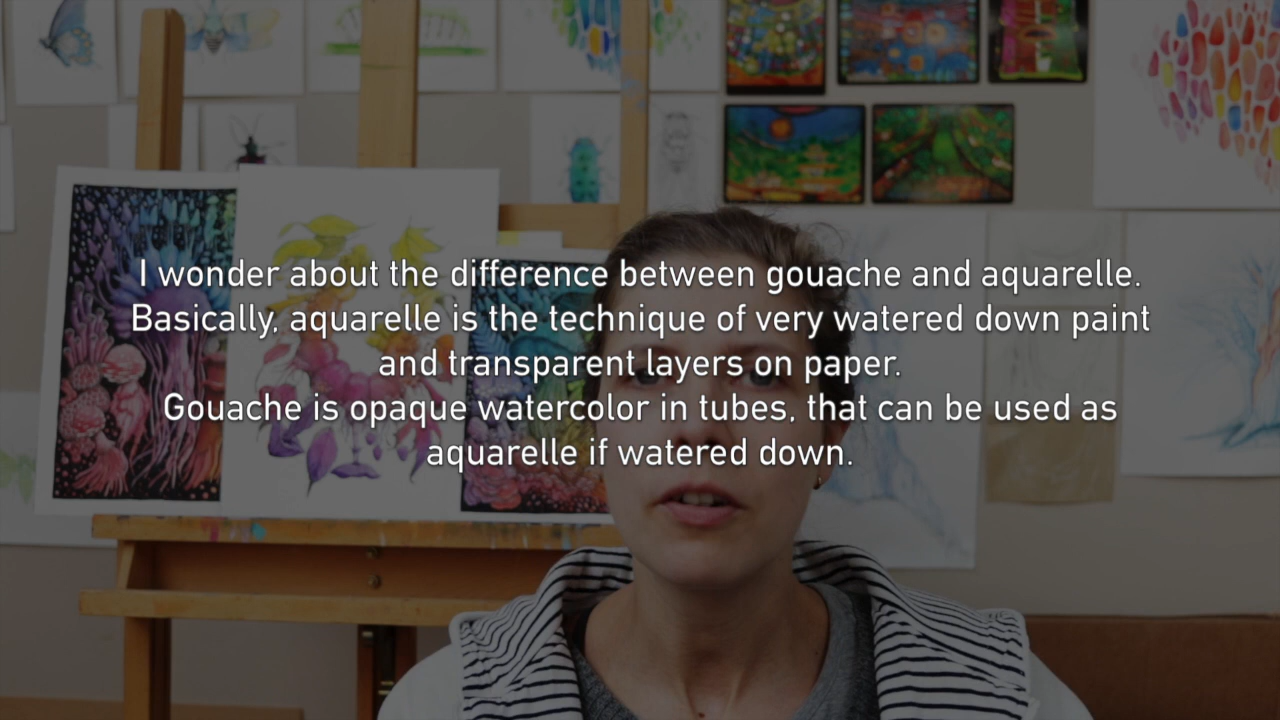 I wonder about the difference between gouache and aquarelle.
Basically, aquarelle is the technique of very watered down paint
and transparent layers on paper.
Gouache is opaque watercolor in tubes, that can be used as
aquarelle if watered down.